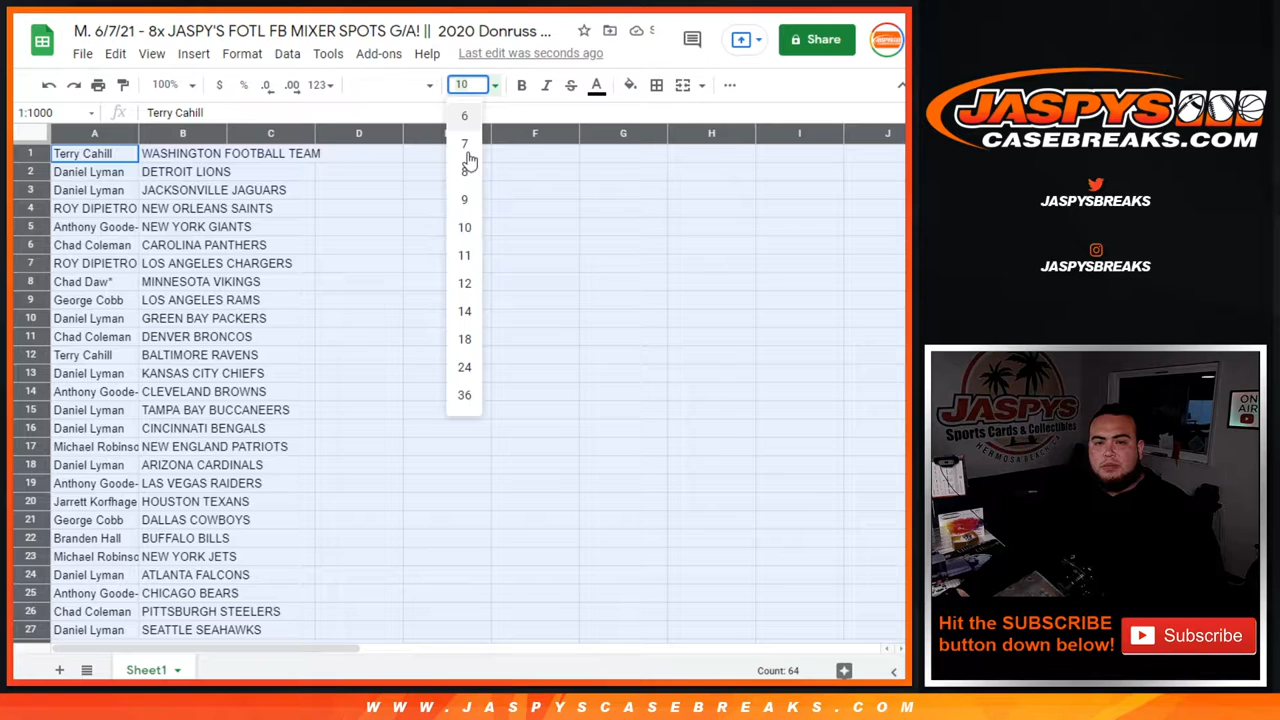 M. 6/7/21 - 8x JASPY'S FOTL FB MIXER SPOTS G/A! || 2020 Donruss ...
File Edit View Insert Format Data Tools Add-ons Help Last edit was seconds ago
Share
100% $ % .0 .00 123 10 B I S A
1:1000 fx Terry Cahill
A B C D E F G H I J
1 Terry Cahill WASHINGTON FOOTBALL TEAM
2 Daniel Lyman DETROIT LIONS
3 Daniel Lyman JACKSONVILLE JAGUARS
4 ROY DIPIETRO NEW ORLEANS SAINTS
5 Anthony Goode- NEW YORK GIANTS
6 Chad Coleman CAROLINA PANTHERS
7 ROY DIPIETRO LOS ANGELES CHARGERS
8 Chad Daw* MINNESOTA VIKINGS
9 George Cobb LOS ANGELES RAMS
10 Daniel Lyman GREEN BAY PACKERS
11 Chad Coleman DENVER BRONCOS
12 Terry Cahill BALTIMORE RAVENS
13 Daniel Lyman KANSAS CITY CHIEFS
14 Anthony Goode- CLEVELAND BROWNS
15 Daniel Lyman TAMPA BAY BUCCANEERS
16 Daniel Lyman CINCINNATI BENGALS
17 Michael Robinso NEW ENGLAND PATRIOTS
18 Daniel Lyman ARIZONA CARDINALS
19 Anthony Goode- LAS VEGAS RAIDERS
20 Jarrett Korfhage HOUSTON TEXANS
21 George Cobb DALLAS COWBOYS
22 Branden Hall BUFFALO BILLS
23 Michael Robinso NEW YORK JETS
24 Daniel Lyman ATLANTA FALCONS
25 Anthony Goode- CHICAGO BEARS
26 Chad Coleman PITTSBURGH STEELERS
27 Daniel Lyman SEATTLE SEAHAWKS
6
7
8
9
10
11
12
14
18
24
36
Sheet1
Count: 64
JASPYS
CASEBREAKS.COM
JASPYSBREAKS
JASPYSBREAKS
JASPYS
Sports Cards & Collectibles
HERMOSA BEACH
ON
AIR
Hit the SUBSCRIBE
button down below!
Subscribe
WWW.JASPYSCASEBREAKS.COM